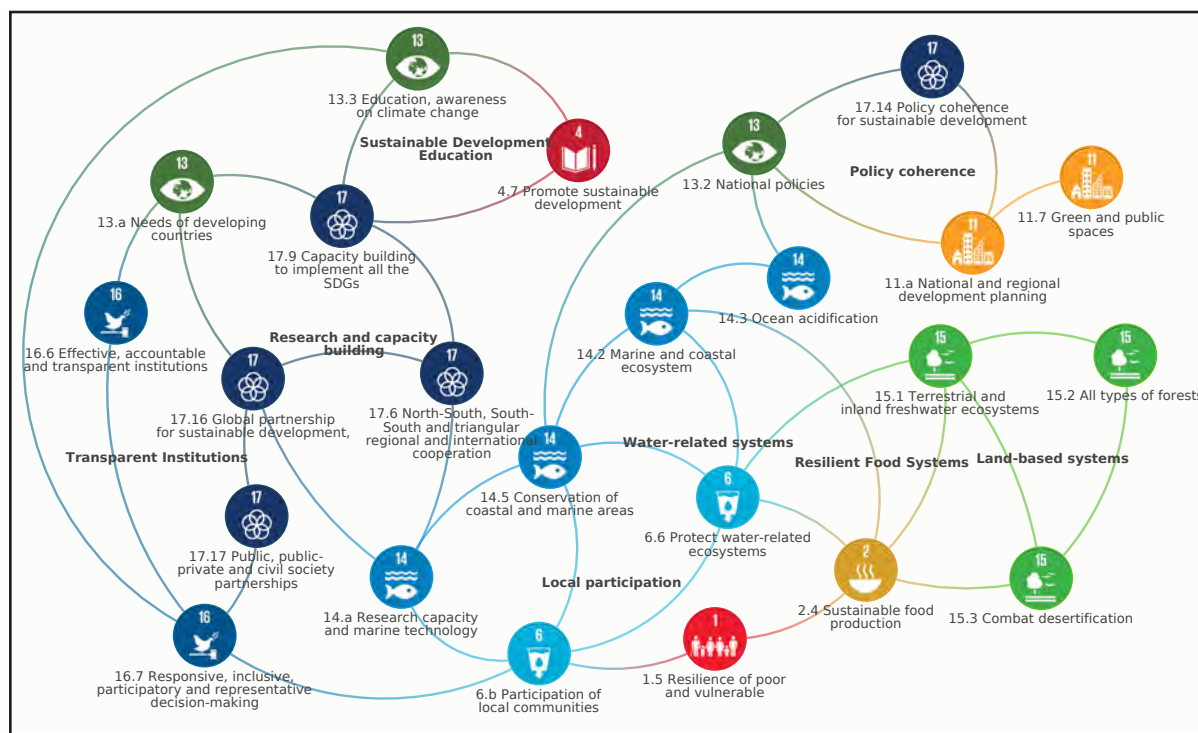 13
13.3 Education, awareness
on climate change
Sustainable Development
Education
4
4.7 Promote sustainable
development
13
13.a Needs of developing
countries
17
17.9 Capacity building
to implement all the
SDGs
16
16.6 Effective, accountable
and transparent institutions
Research and capacity
building
17
17.16 Global partnership
for sustainable development,
17
17.6 North-South, South-
South and triangular
regional and international
cooperation
Transparent Institutions
17
17.17 Public, public-
private and civil society
partnerships
16
16.7 Responsive, inclusive,
participatory and representative
decision-making
14
14.a Research capacity
and marine technology
17
17.14 Policy coherence
for sustainable development
13
13.2 National policies
Policy coherence
11
11.7 Green and public
spaces
11
11.a National and regional
development planning
14
14.3 Ocean acidification
14
14.2 Marine and coastal
ecosystem
15
15.1 Terrestrial and
inland freshwater ecosystems
15
15.2 All types of forests
14
14.5 Conservation of
coastal and marine areas
Water-related systems
Resilient Food Systems
Land-based systems
6
6.6 Protect water-related
ecosystems
Local participation
2
2.4 Sustainable food
production
15
15.3 Combat desertification
6
6.b Participation of
local communities
1
1.5 Resilience of poor
and vulnerable